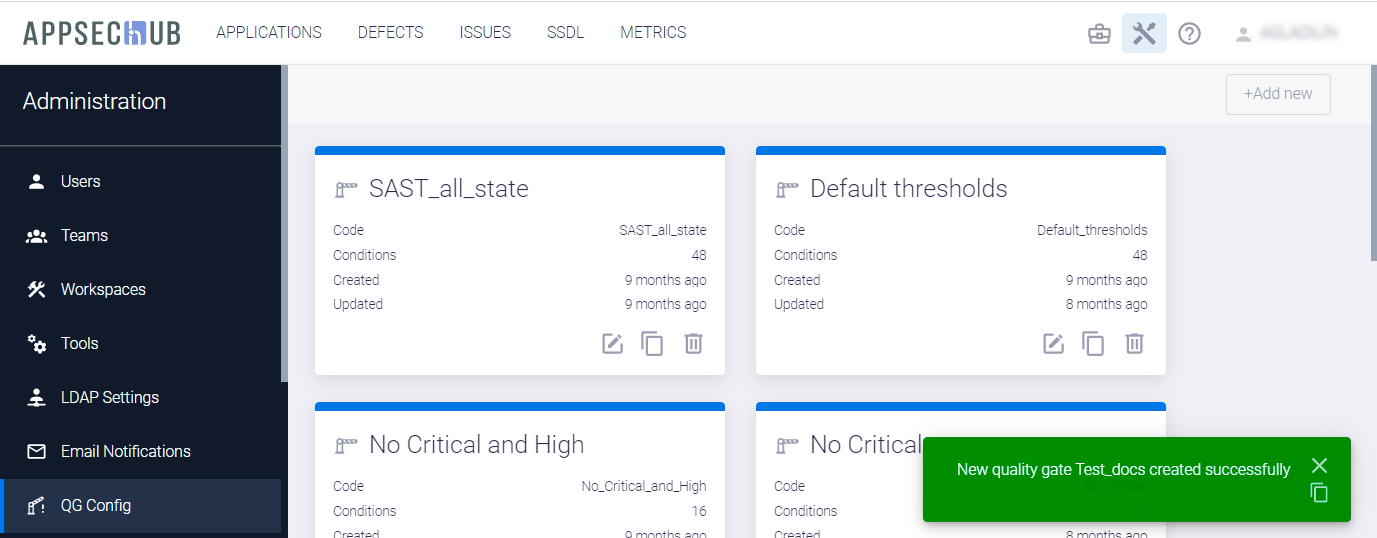 APPSECHUB
APPLICATIONS
DEFECTS
ISSUES
SSDL
METRICS
Administration
+Add new
Users
Teams
Workspaces
Tools
LDAP Settings
Email Notifications
QG Config
SAST_all_state
Code SAST_all_state
Conditions 48
Created 9 months ago
Updated 9 months ago
Default thresholds
Code Default_thresholds
Conditions 48
Created 9 months ago
Updated 8 months ago
No Critical and High
Code No_Critical_and_High
Conditions 16
Created 9 months ago
No Critical
Code No_Critical
Conditions 4
Created 8 months ago
New quality gate Test_docs created successfully